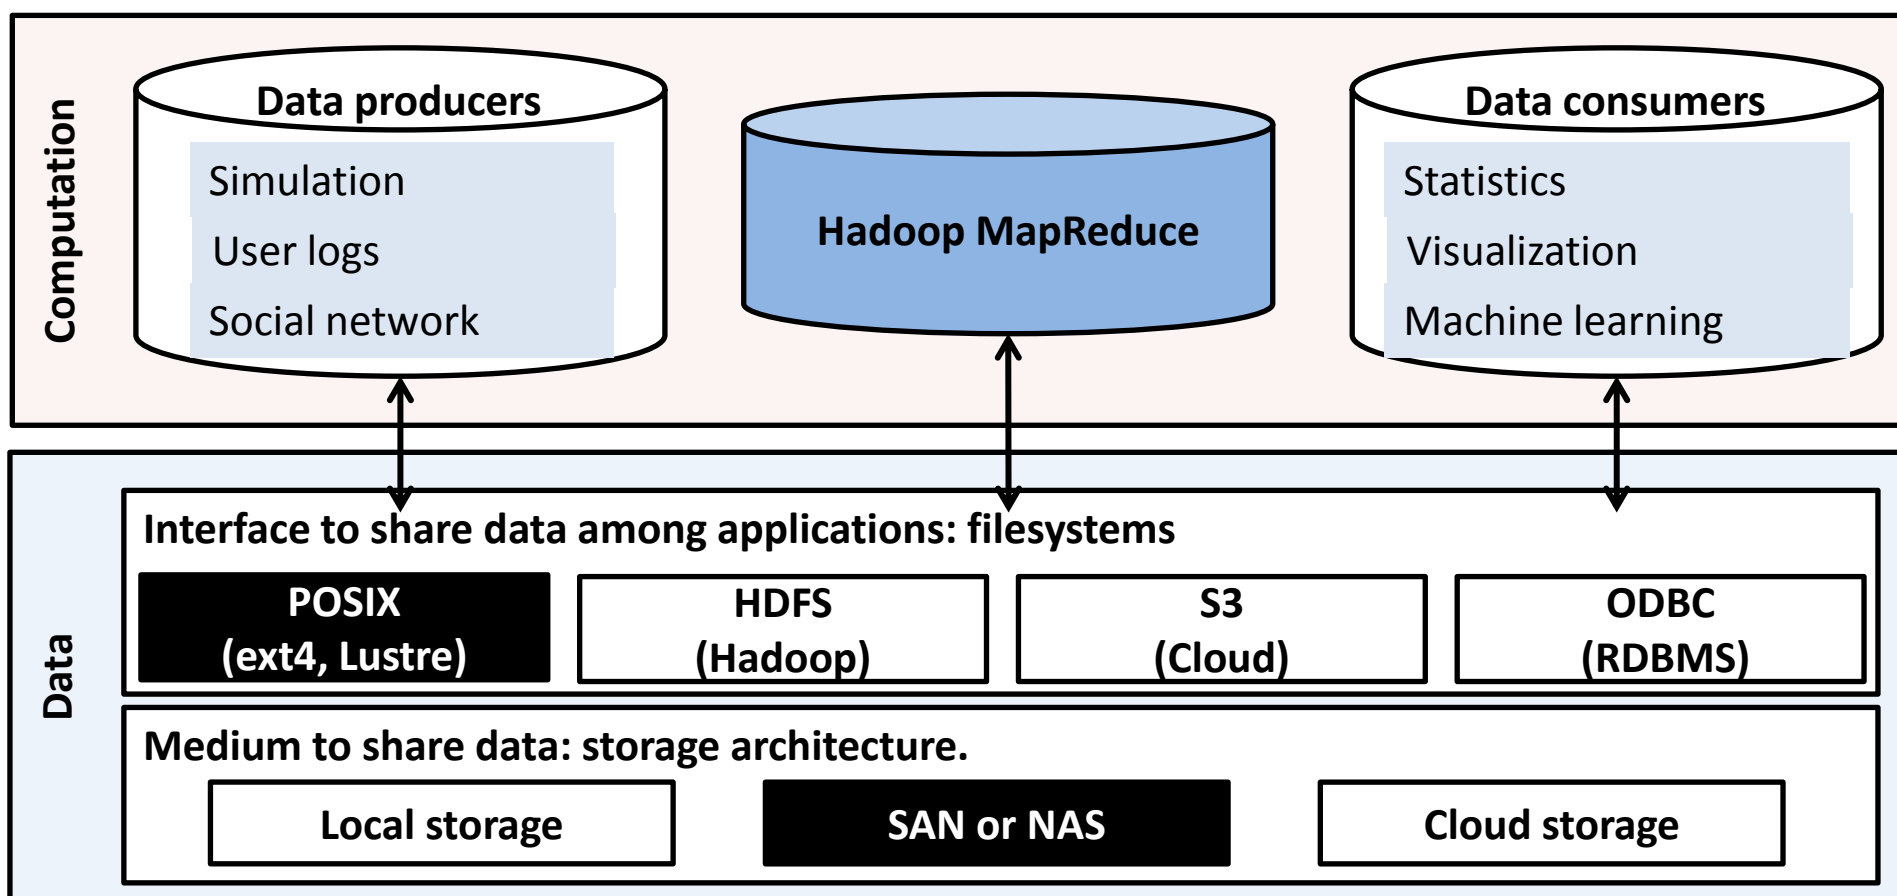 Computation
Data producers
Simulation
User logs
Social network
Hadoop MapReduce
Data consumers
Statistics
Visualization
Machine learning
Data
Interface to share data among applications: filesystems
POSIX
(ext4, Lustre)
HDFS
(Hadoop)
S3
(Cloud)
ODBC
(RDBMS)
Medium to share data: storage architecture.
Local storage
SAN or NAS
Cloud storage